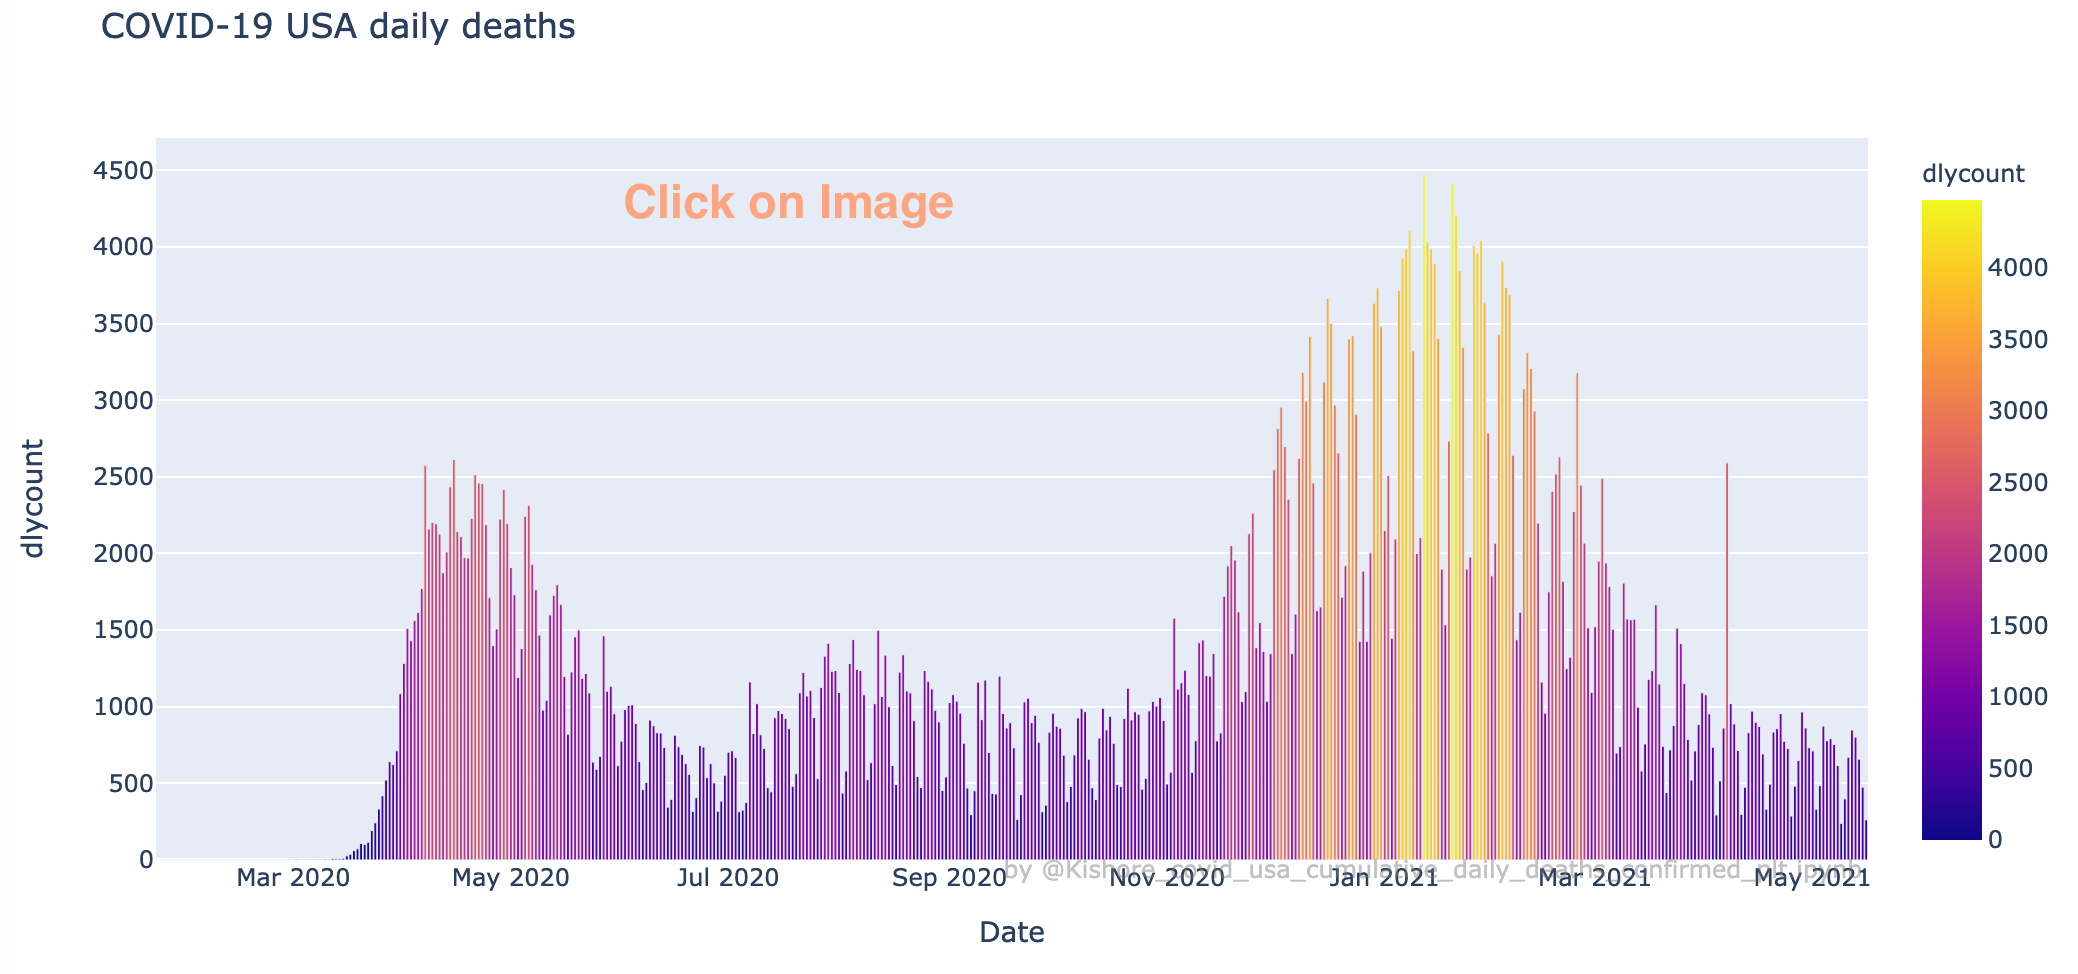 COVID-19 USA daily deaths
Click on Image
dlycount
4500
4000
3500
3000
2500
2000
1500
1000
500
0
dlycount
4000
3500
3000
2500
2000
1500
1000
500
0
by @Kishore_covid_usa_cumulative_daily_deaths_confirmed_plt.ipynb
Mar 2020 May 2020 Jul 2020 Sep 2020 Nov 2020 Jan 2021 Mar 2021 May 2021
Date